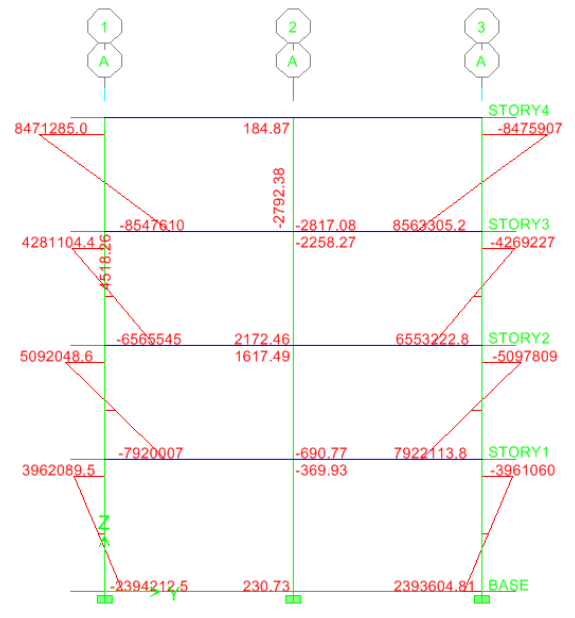 1 2 3
A A A
STORY4
8471285.0 184.87 -8475907
-2792.38
-8547610 -2817.08 8563305.2 STORY3
4281104.4 -2258.27 -4269227
4518.26
-6565545 2172.46 6553222.8 STORY2
5092048.6 1617.49 -5097809
-7920007 -690.77 7922113.8 STORY1
3962089.5 -369.93 -3961060
Z
-2394212.5 230.73 2393604.81 BASE
Y